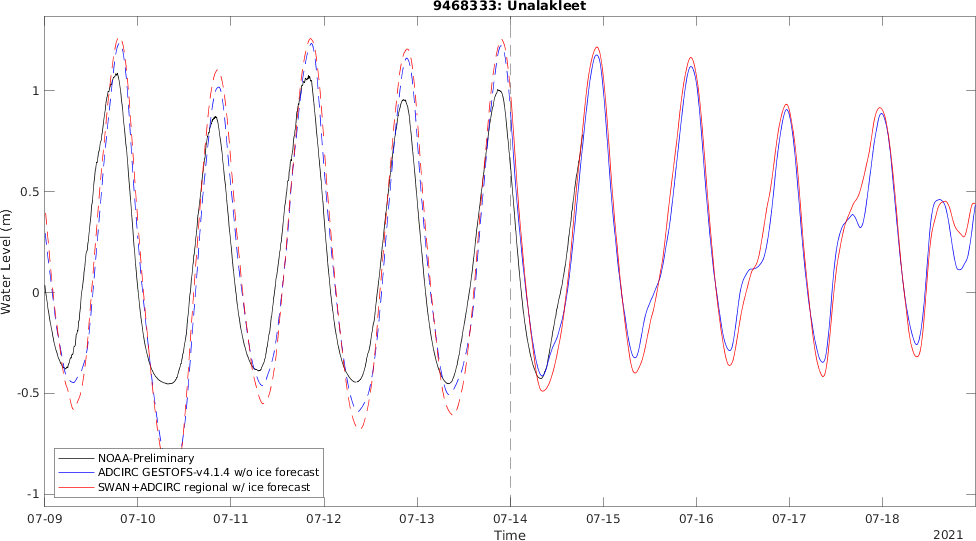 9468333: Unalakleet
Water Level (m)
1
0.5
0
-0.5
-1
NOAA-Preliminary
ADCIRC GESTOFS-v4.1.4 w/o ice forecast
SWAN+ADCIRC regional w/ ice forecast
07-09 07-10 07-11 07-12 07-13 07-14 07-15 07-16 07-17 07-18
Time
2021